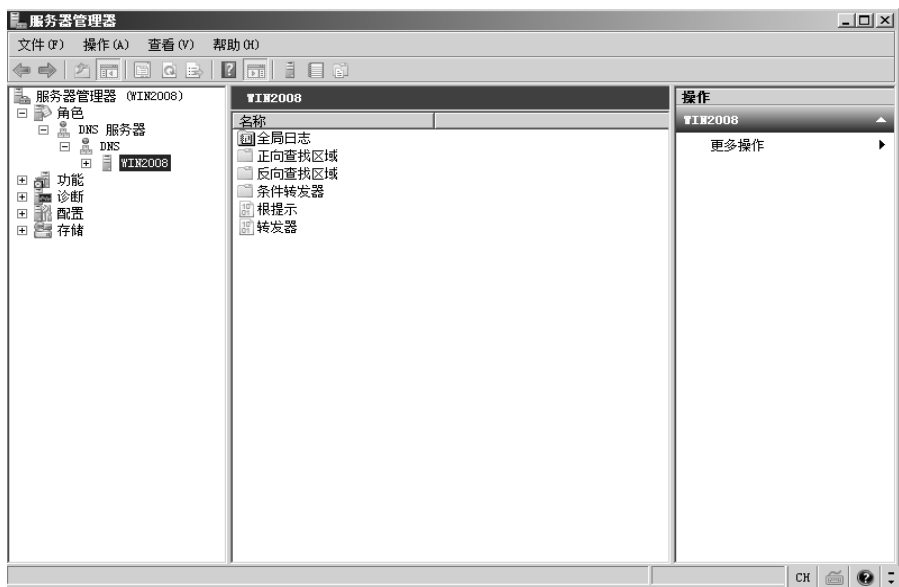 服务器管理器
文件(F) 操作(A) 查看(V) 帮助(H)
服务器管理器 (WIN2008)
角色
DNS 服务器
DNS
WIN2008
功能
诊断
配置
存储
WIN2008
名称
全局日志
正向查找区域
反向查找区域
条件转发器
根提示
转发器
操作
WIN2008
更多操作
CH